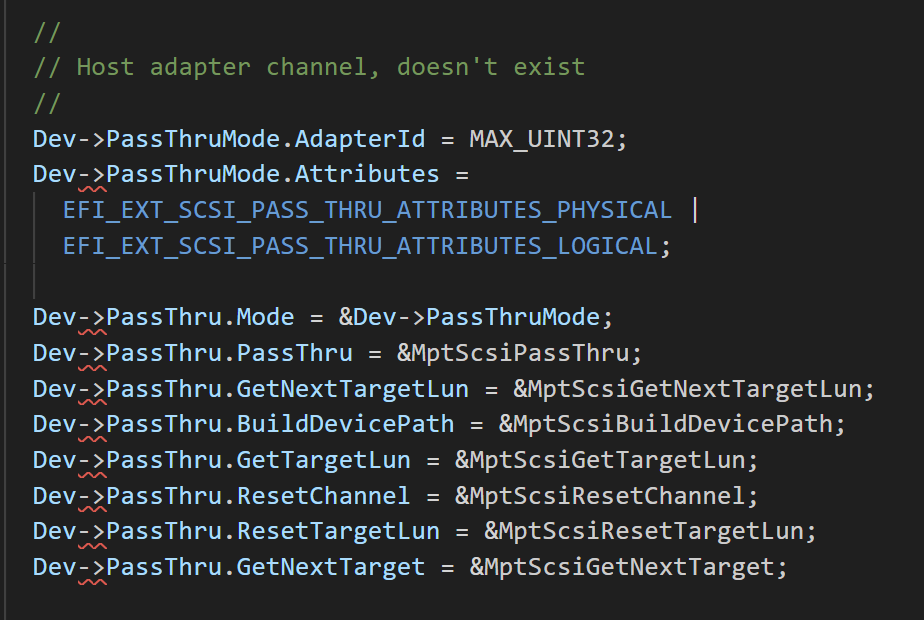 //
// Host adapter channel, doesn't exist
//
Dev->PassThruMode.AdapterId = MAX_UINT32;
Dev->PassThruMode.Attributes =
  EFI_EXT_SCSI_PASS_THRU_ATTRIBUTES_PHYSICAL |
  EFI_EXT_SCSI_PASS_THRU_ATTRIBUTES_LOGICAL;

Dev->PassThru.Mode = &Dev->PassThruMode;
Dev->PassThru.PassThru = &MptScsiPassThru;
Dev->PassThru.GetNextTargetLun = &MptScsiGetNextTargetLun;
Dev->PassThru.BuildDevicePath = &MptScsiBuildDevicePath;
Dev->PassThru.GetTargetLun = &MptScsiGetTargetLun;
Dev->PassThru.ResetChannel = &MptScsiResetChannel;
Dev->PassThru.ResetTargetLun = &MptScsiResetTargetLun;
Dev->PassThru.GetNextTarget = &MptScsiGetNextTarget;